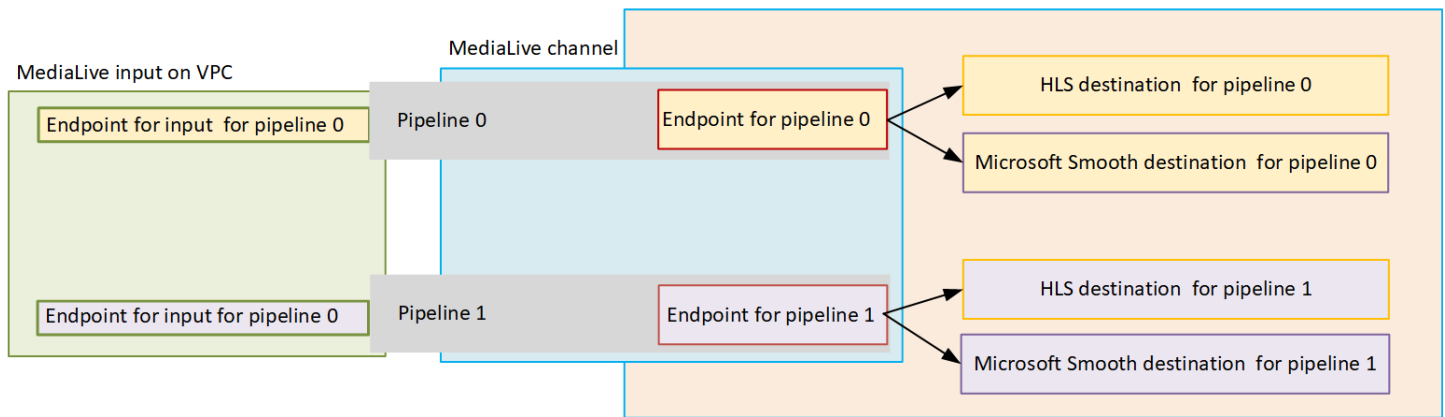 MediaLive channel
MediaLive input on VPC
HLS destination for pipeline 0
Endpoint for input for pipeline 0
Pipeline 0
Endpoint for pipeline 0
Microsoft Smooth destination for pipeline 0
HLS destination for pipeline 1
Endpoint for input for pipeline 0
Pipeline 1
Endpoint for pipeline 1
Microsoft Smooth destination for pipeline 1